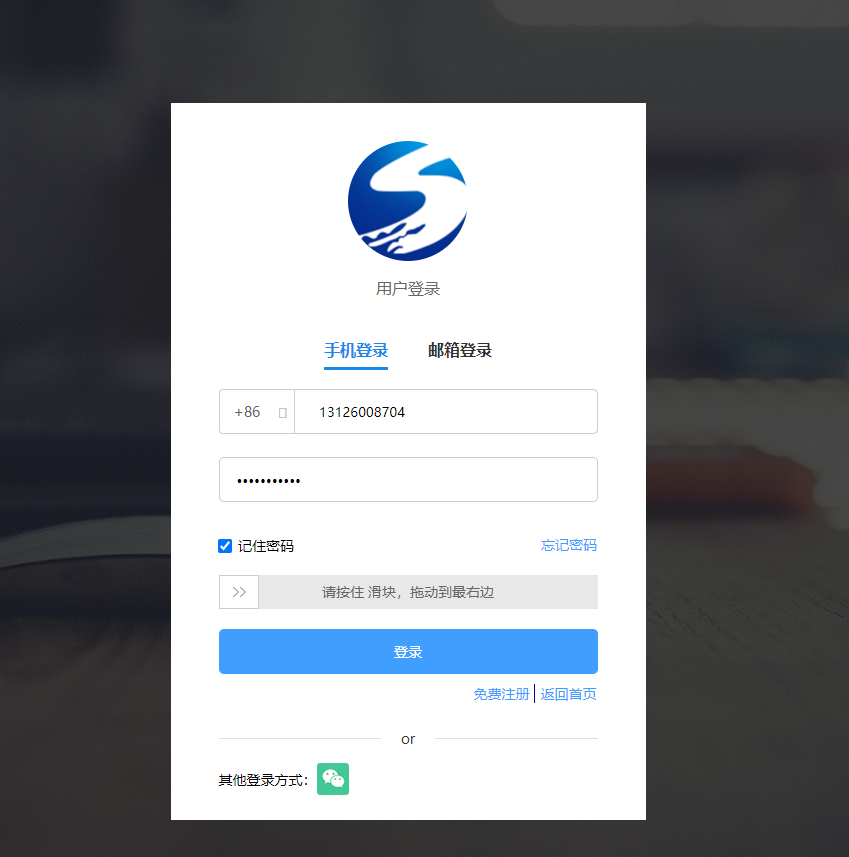 用户登录
手机登录 邮箱登录
+86 13126008704
•••••••••••
记住密码 忘记密码
>> 请按住 滑块，拖动到最右边
登录
免费注册 返回首页
or
其他登录方式：